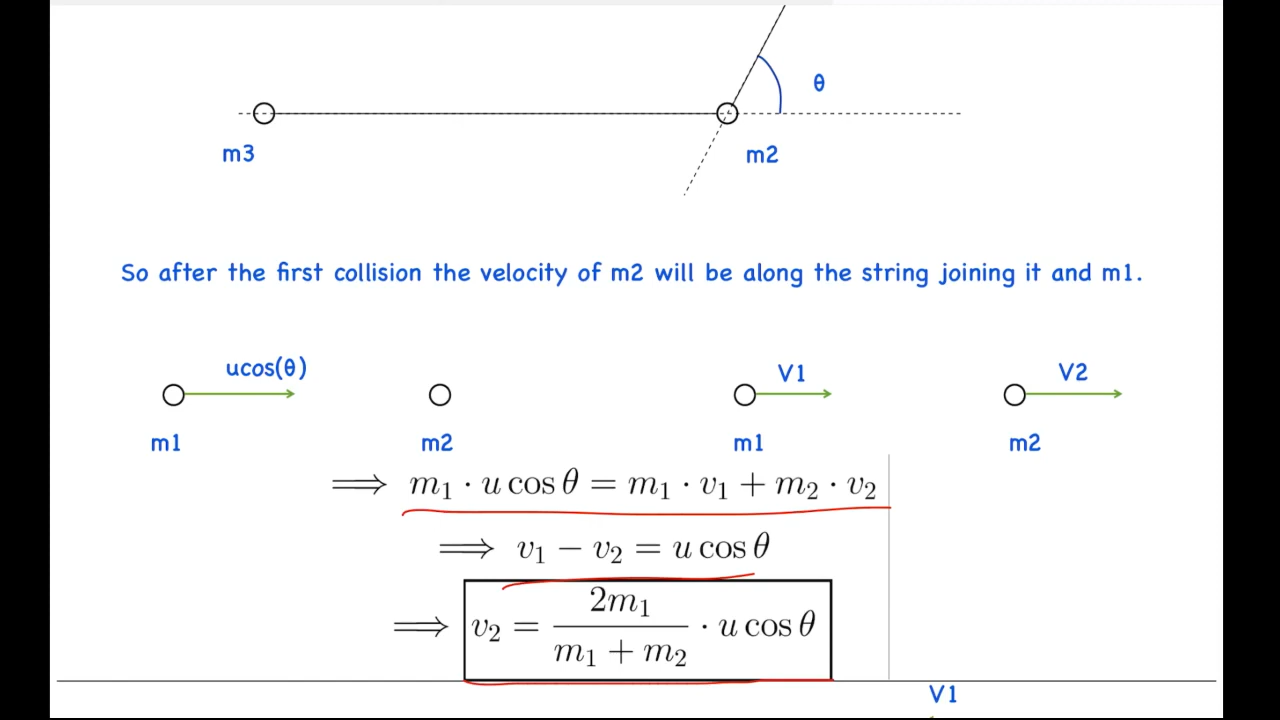 θ
m3 m2
So after the first collision the velocity of m2 will be along the string joining it and m1.
ucos(θ) V1 V2
m1 m2 m1 m2
⟹ m₁ · u cos θ = m₁ · v₁ + m₂ · v₂
⟹ v₁ − v₂ = u cos θ
⟹ v₂ = \frac{2m₁}{m₁ + m₂} · u cos θ
V1